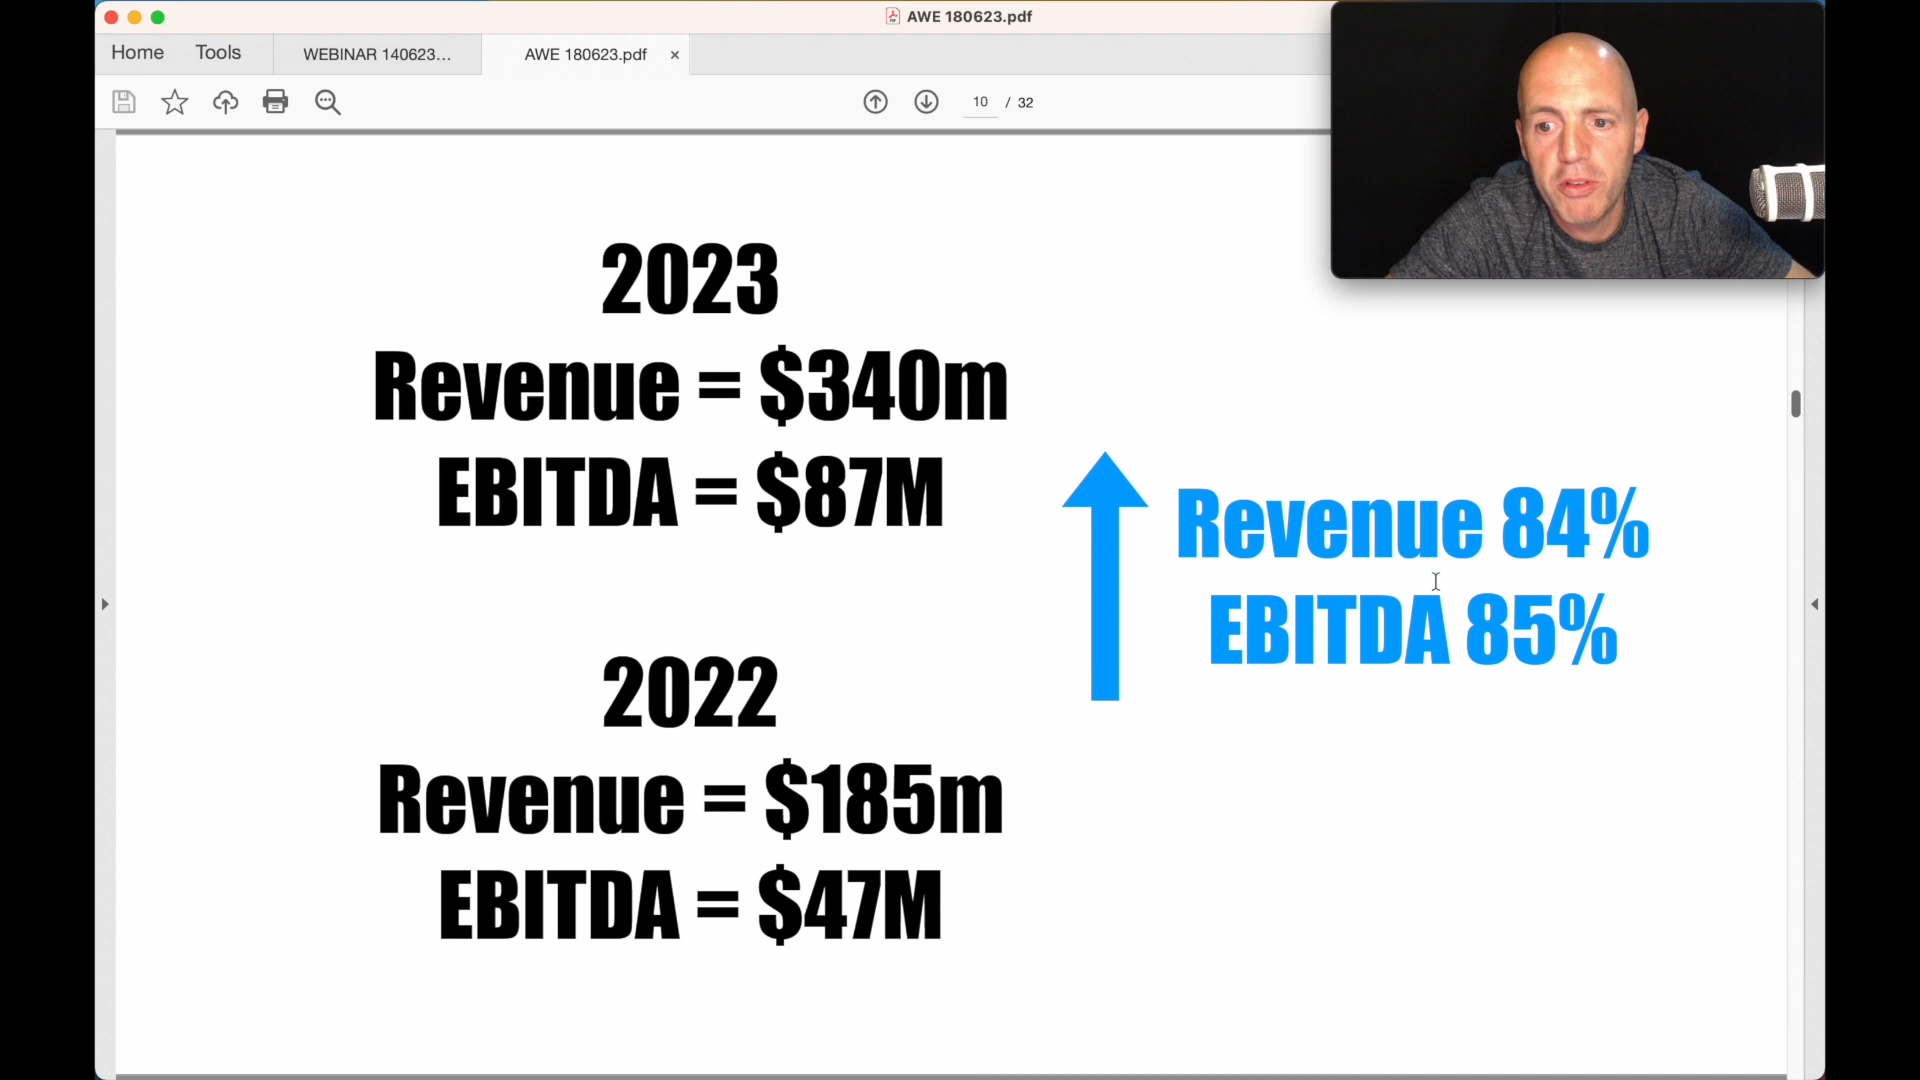 AWE 180623.pdf
Home
Tools
WEBINAR 140623...
AWE 180623.pdf
10 / 32
2023
Revenue = $340m
EBITDA = $87M
Revenue 84%
EBITDA 85%
2022
Revenue = $185m
EBITDA = $47M